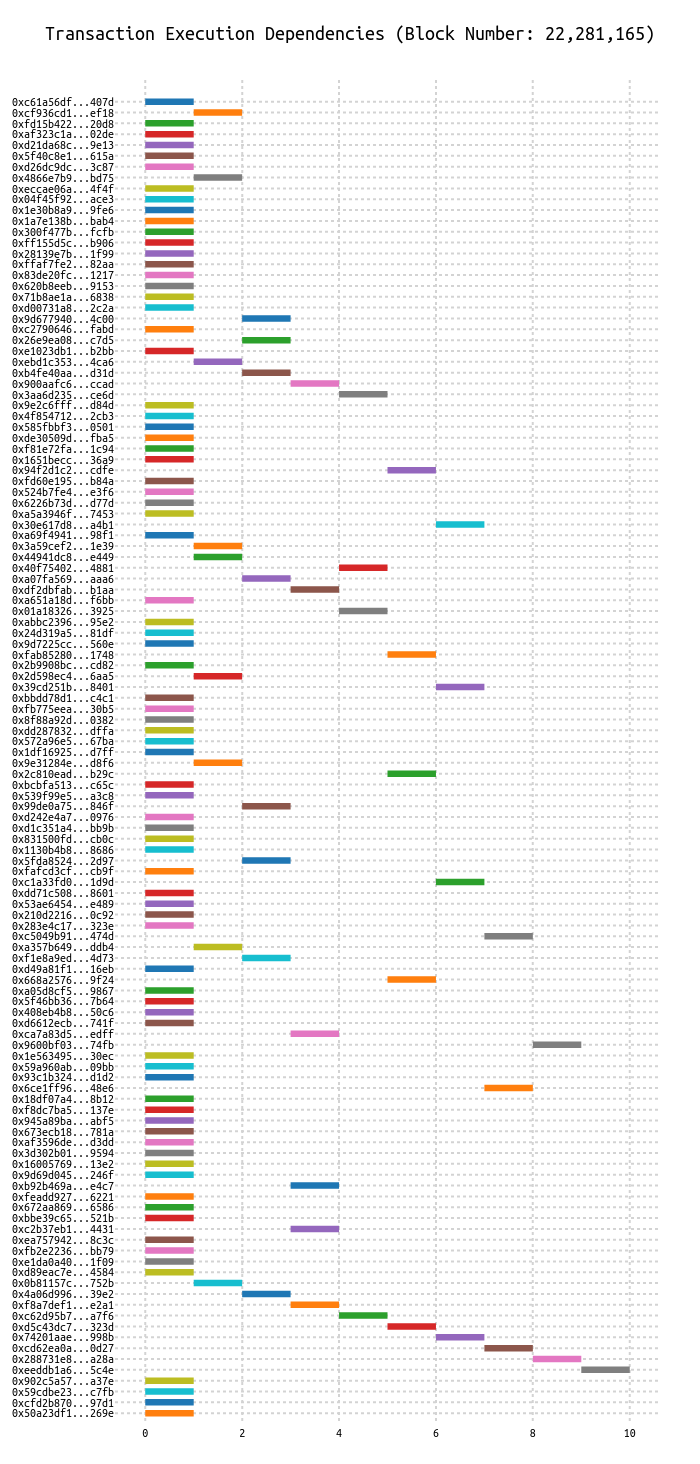 Transaction Execution Dependencies (Block Number: 22,281,165)
0xc61a56df...407d
0xcf936cd1...ef18
0xfd15b422...20d8
0xaf323c1a...02de
0xd21da68c...9e13
0x5f40c8e1...615a
0xd26dc9dc...3c87
0x4866e7b9...bd75
0xeccae06a...4f4f
0x04f45f92...ace3
0x1e30b8a9...9fe6
0x1a7e138b...bab4
0x300f477b...fcfb
0xff155d5c...b906
0x28139e7b...1f99
0xffaf7fe2...82aa
0x83de20fc...1217
0x620b8eeb...9153
0x71b8ae1a...6838
0xd00731a8...2c2a
0x9d677940...4c00
0xc2790646...fabd
0x26e9ea08...c7d5
0xe1023db1...b2bb
0xebd1c353...4ca6
0xb4fe40aa...d31d
0x900aafc6...ccad
0x3aa6d235...ce6d
0x9e2c6fff...d84d
0x4f854712...2cb3
0x585fbbf3...0501
0xde30509d...fba5
0xf81e72fa...1c94
0x1651becc...36a9
0x94f2d1c2...cdfe
0xfd60e195...b84a
0x524b7fe4...e3f6
0x6226b73d...d77d
0xa5a3946f...7453
0x30e617d8...a4b1
0xa69f4941...98f1
0x3a59cef2...1e39
0x44941dc8...e449
0x40f75402...4881
0xa07fa569...aaa6
0xdf2dbfab...b1aa
0xa651a18d...f6bb
0x01a18326...3925
0xabbc2396...95e2
0x24d319a5...81df
0x9d7225cc...560e
0xfab85280...1748
0x2b9908bc...cd82
0x2d598ec4...6aa5
0x39cd251b...8401
0xbbdd78d1...c4c1
0xfb775eea...30b5
0x8f88a92d...0382
0xdd287832...dffa
0x572a96e5...67ba
0x1df16925...d7ff
0x9e31284e...d8f6
0x2c810ead...b29c
0xbcbfa513...c65c
0x539f99e5...a3c8
0x99de0a75...846f
0xd242e4a7...0976
0xd1c351a4...bb9b
0x831500fd...cb0c
0x1130b4b8...8686
0x5fda8524...2d97
0xfafcd3cf...cb9f
0xc1a33fd0...1d9d
0xdd71c508...8601
0x53ae6454...e489
0x210d2216...0c92
0x283e4c17...323e
0xc5049b91...474d
0xa357b649...ddb4
0xf1e8a9ed...4d73
0xd49a81f1...16eb
0x668a2576...9f24
0xa05d8cf5...9867
0x5f46bb36...7b64
0x408eb4b8...50c6
0xd6612ecb...741f
0xca7a83d5...edff
0x9600bf03...74fb
0x1e563495...30ec
0x59a960ab...09bb
0x93c1b324...d1d2
0x6ce1ff96...48e6
0x18df07a4...8b12
0xf8dc7ba5...137e
0x945a89ba...abf5
0x673ecb18...781a
0xaf3596de...d3dd
0x3d302b01...9594
0x16005769...13e2
0x9d69d045...246f
0xb92b469a...e4c7
0xfeadd927...6221
0x672aa869...6586
0xbbe39c65...521b
0xc2b37eb1...4431
0xea757942...8c3c
0xfb2e2236...bb79
0xe1da0a40...1f09
0xd89eac7e...4584
0x0b81157c...752b
0x4a06d996...39e2
0xf8a7def1...e2a1
0xc62d95b7...a7f6
0xd5c43dc7...323d
0x74201aae...998b
0xcd62ea0a...0d27
0x288731e8...a28a
0xeeddb1a6...5c4e
0x902c5a57...a37e
0x59cdbe23...c7fb
0xcfd2b870...97d1
0x50a23df1...269e
0 2 4 6 8 10